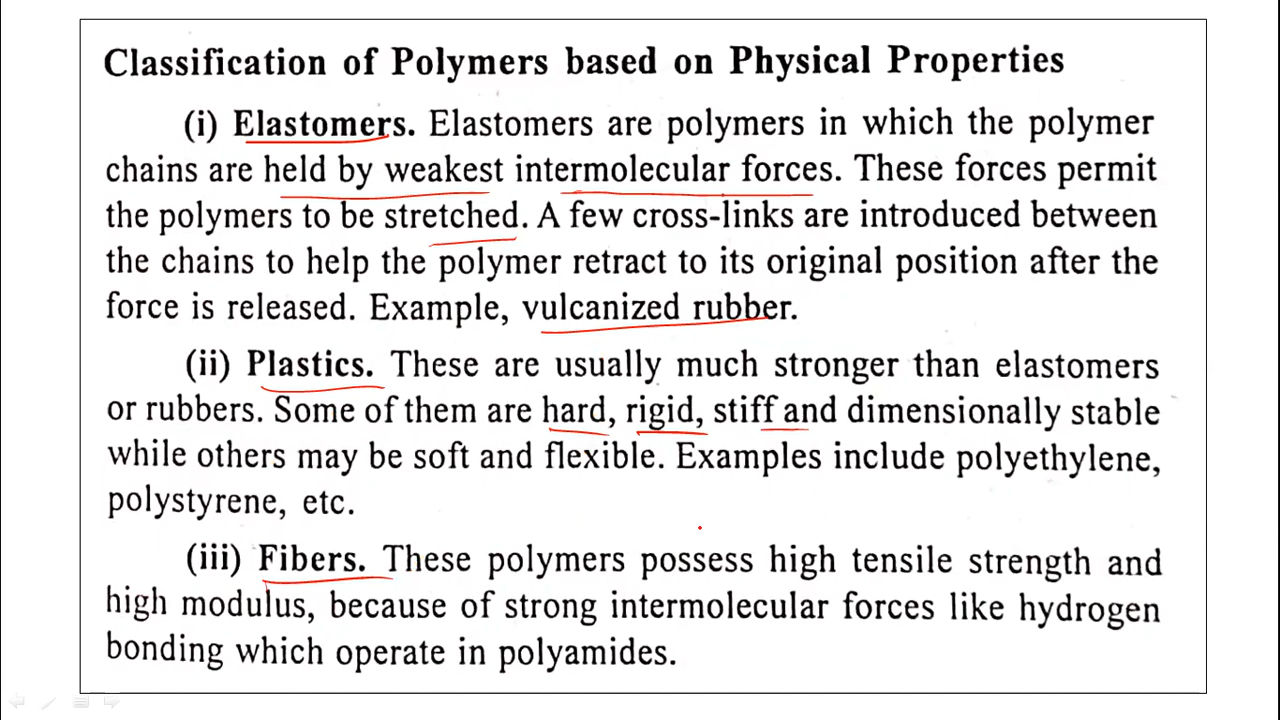 Classification of Polymers based on Physical Properties
(i) Elastomers. Elastomers are polymers in which the polymer
chains are held by weakest intermolecular forces. These forces permit
the polymers to be stretched. A few cross-links are introduced between
the chains to help the polymer retract to its original position after the
force is released. Example, vulcanized rubber.
(ii) Plastics. These are usually much stronger than elastomers
or rubbers. Some of them are hard, rigid, stiff and dimensionally stable
while others may be soft and flexible. Examples include polyethylene,
polystyrene, etc.
(iii) Fibers. These polymers possess high tensile strength and
high modulus, because of strong intermolecular forces like hydrogen
bonding which operate in polyamides.